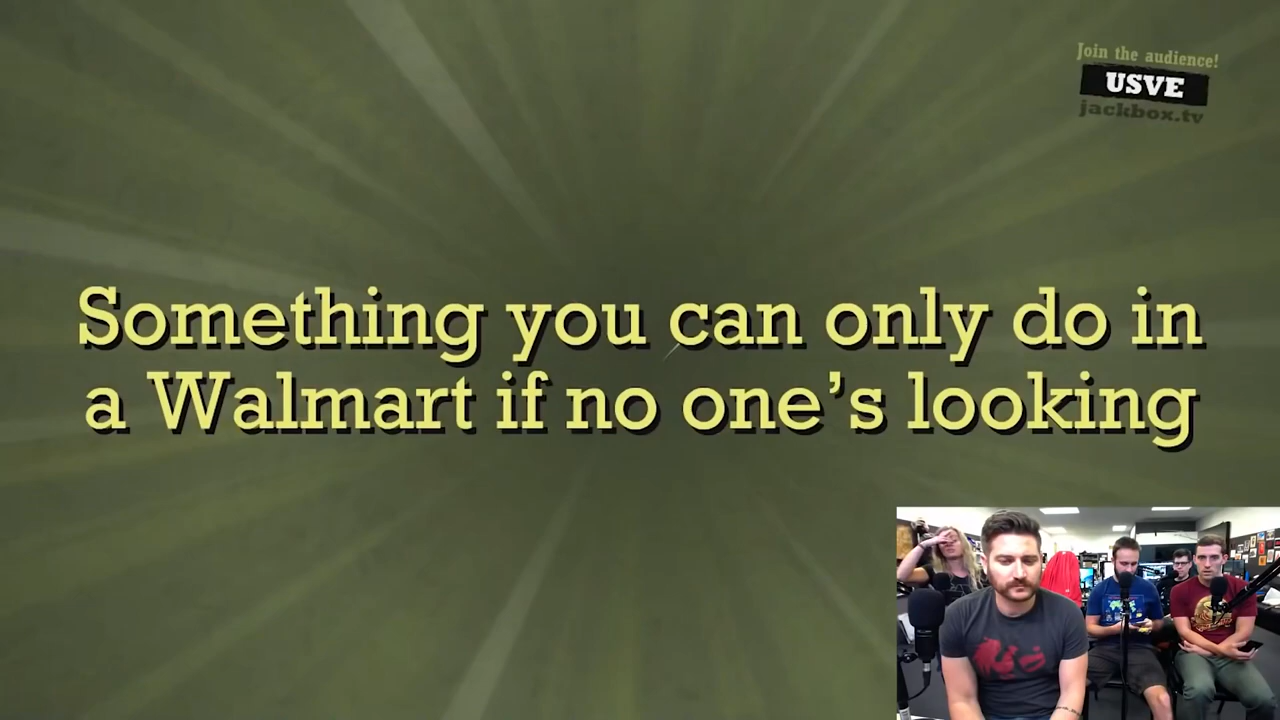 Join the audience!
USVE
jackbox.tv
Something you can only do in
a Walmart if no one's looking